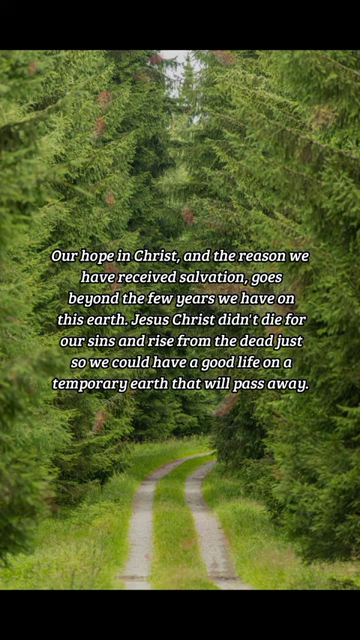 Our hope in Christ, and the reason we
have received salvation, goes
beyond the few years we have on
this earth. Jesus Christ didn't die for
our sins and rise from the dead just
so we could have a good life on a
temporary earth that will pass away.